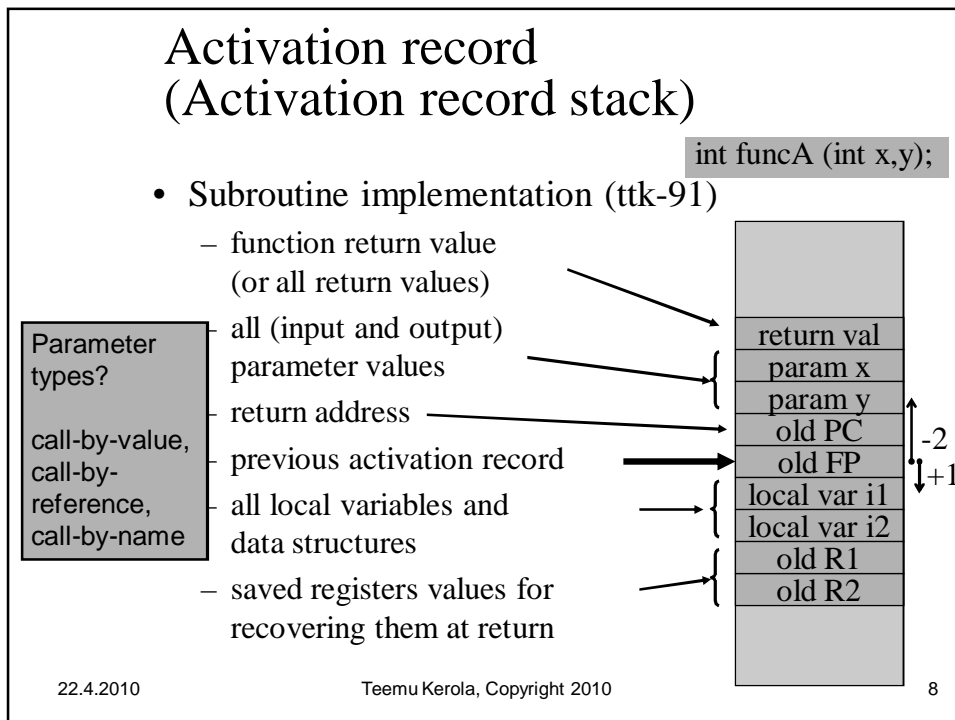 Activation record
(Activation record stack)
int funcA (int x,y);
• Subroutine implementation (ttk-91)
– function return value
(or all return values)
– all (input and output)
parameter values
– return address
– previous activation record
– all local variables and
data structures
– saved registers values for
recovering them at return
Parameter
types?
call-by-value,
call-by-
reference,
call-by-name
return val
param x
param y
old PC
old FP
local var i1
local var i2
old R1
old R2
-2
+1
22.4.2010
Teemu Kerola, Copyright 2010
8